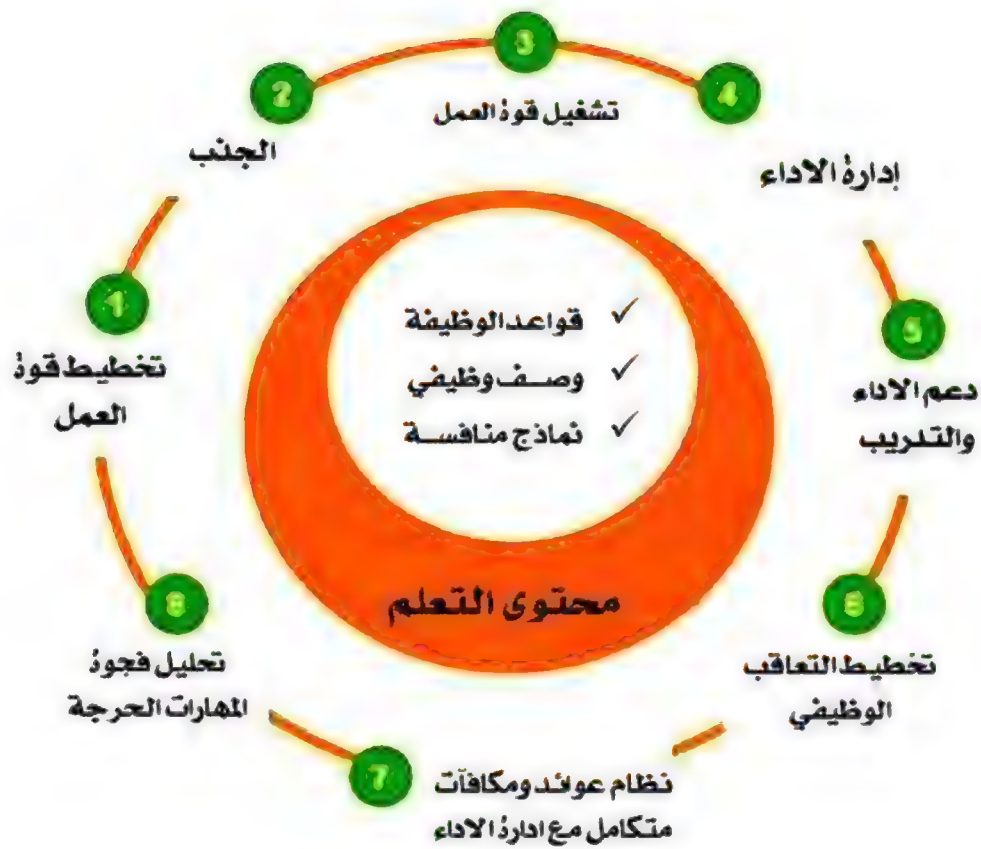 1
تخطيط قوة
العمل
2
الجذب
3
تشغيل قوة العمل
4
إدارة الاداء
5
دعم الاداء
والتدريب
6
تخطيط التعاقب
الوظيفي
7
نظام عوائد ومكافآت
متكامل مع ادارة الاداء
8
تحليل فجوة
المهارات الحرجة
✓ قواعد الوظيفة
✓ وصف وظيفي
✓ نماذج منافسة
محتوى التعلم